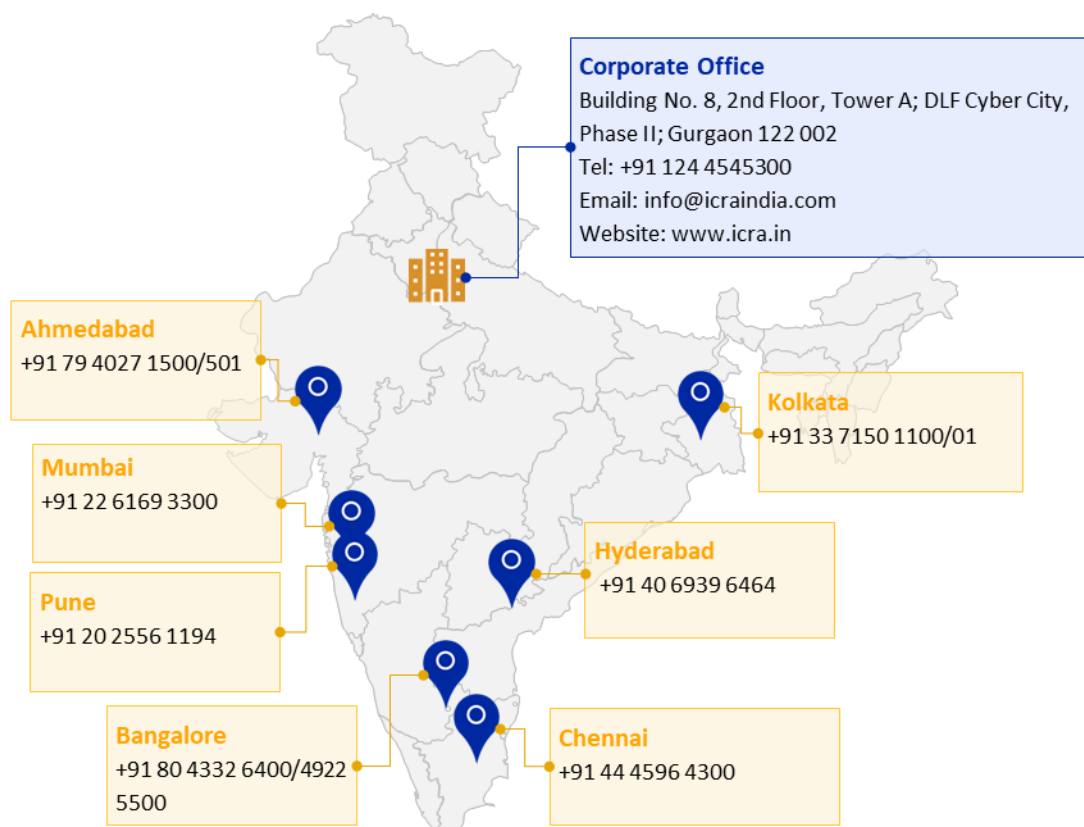 Corporate Office
Building No. 8, 2nd Floor, Tower A; DLF Cyber City,
Phase II; Gurgaon 122 002
Tel: +91 124 4545300
Email: info@icraindia.com
Website: www.icra.in
Ahmedabad
+91 79 4027 1500/501
Kolkata
+91 33 7150 1100/01
Mumbai
+91 22 6169 3300
Hyderabad
+91 40 6939 6464
Pune
+91 20 2556 1194
Bangalore
+91 80 4332 6400/4922
5500
Chennai
+91 44 4596 4300